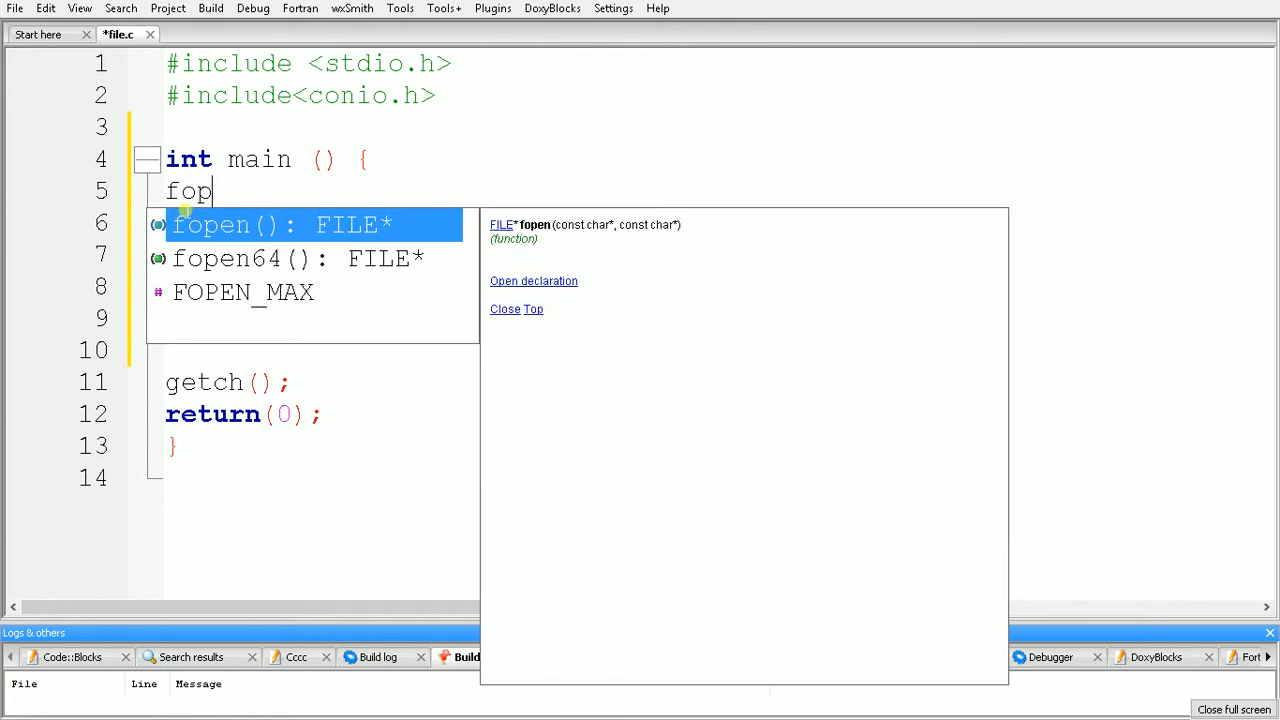 File Edit View Search Project Build Debug Fortran wxSmith Tools Tools+ Plugins DoxyBlocks Settings Help
Start here *file.c
1 #include <stdio.h>
2 #include<conio.h>
3
4 int main () {
5 fop
6 fopen(): FILE*
7 fopen64(): FILE*
8 FOPEN_MAX
9
10
11 getch();
12 return(0);
13 }
14
FILE* fopen (const char*, const char*)
(function)
Open declaration
Close Top
Logs & others
Code::Blocks Search results Cccc Build log Build Debugger DoxyBlocks Fort
File Line Message
Close full screen